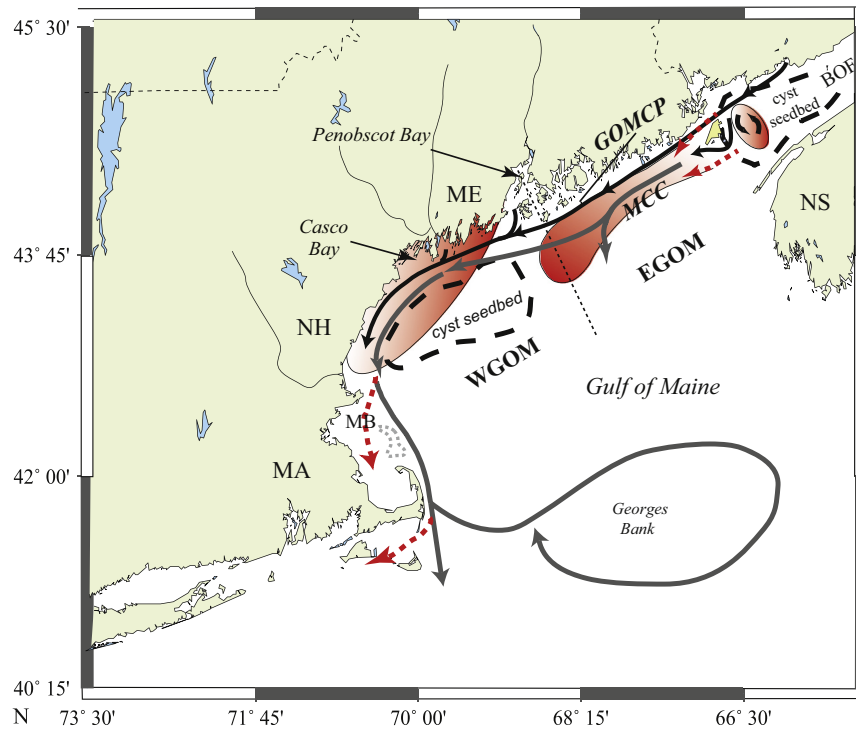 45° 30'
BOF
cyst
seedbed
GOMCP
Penobscot Bay
ME
MCC
NS
Casco
Bay
43° 45'
EGOM
cyst seedbed
NH
WGOM
Gulf of Maine
MB
MA
42° 00'
Georges
Bank
40° 15'
N
73° 30'
71° 45'
70° 00'
68° 15'
66° 30'